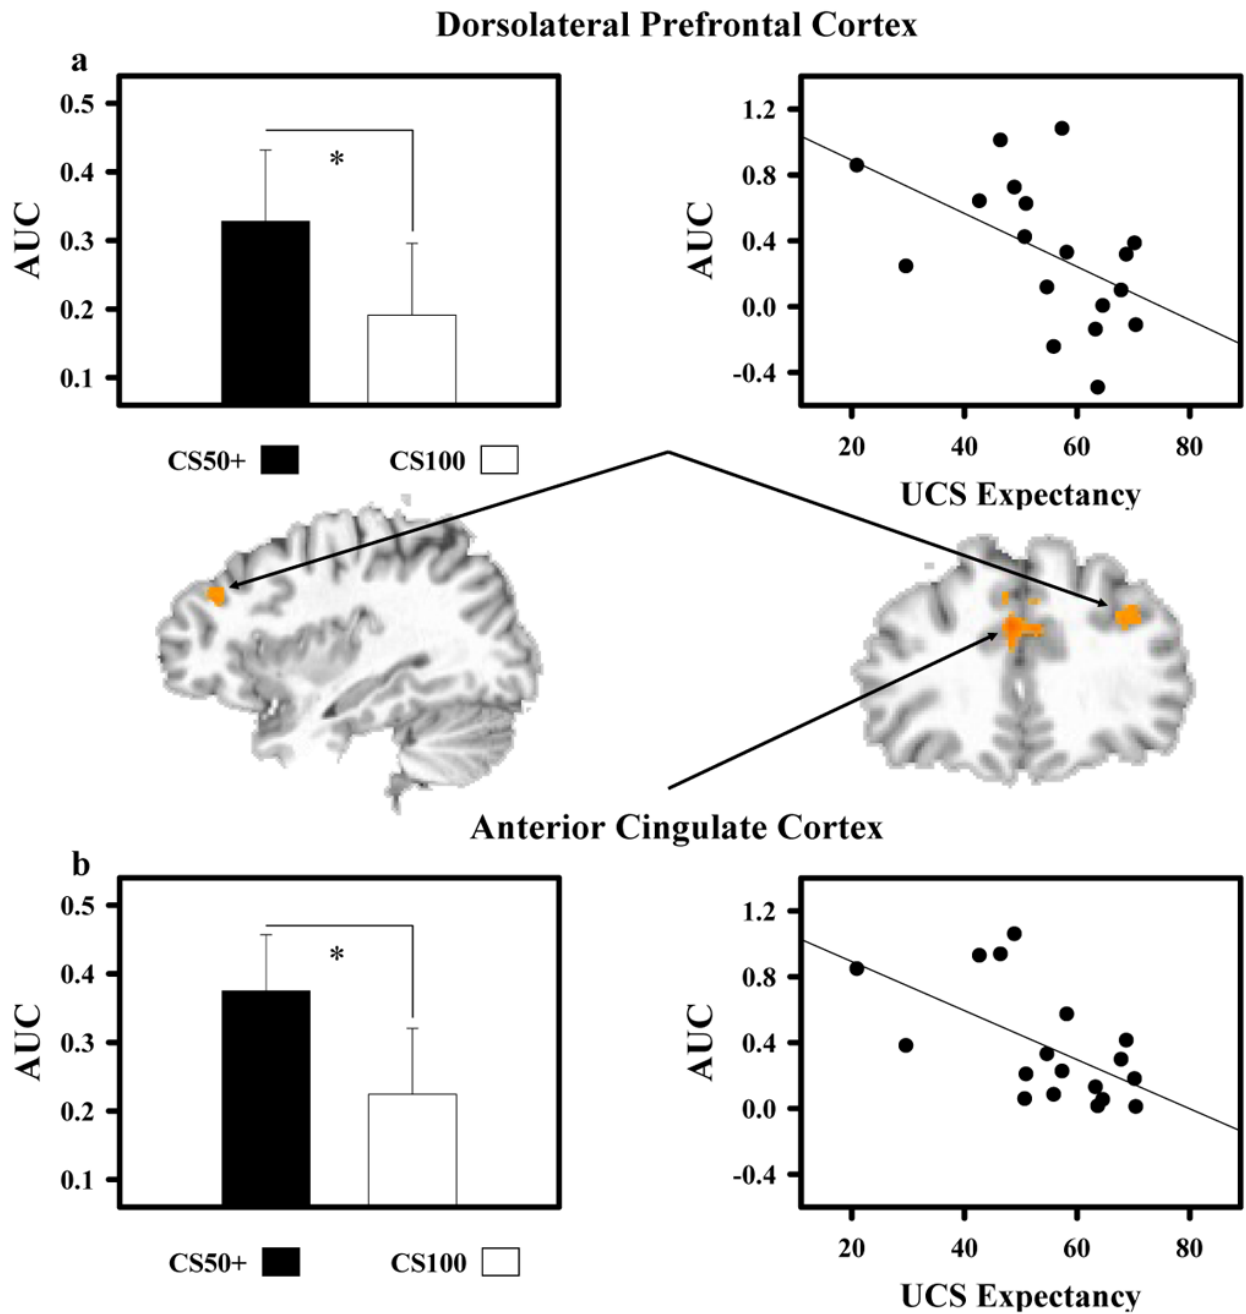 Dorsolateral Prefrontal Cortex
a
0.5
0.4
0.3
0.2
0.1
AUC
*
CS50+
CS100
1.2
0.8
0.4
0.0
-0.4
AUC
20 40 60 80
UCS Expectancy
Anterior Cingulate Cortex
b
0.5
0.4
0.3
0.2
0.1
AUC
*
CS50+
CS100
1.2
0.8
0.4
0.0
-0.4
AUC
20 40 60 80
UCS Expectancy